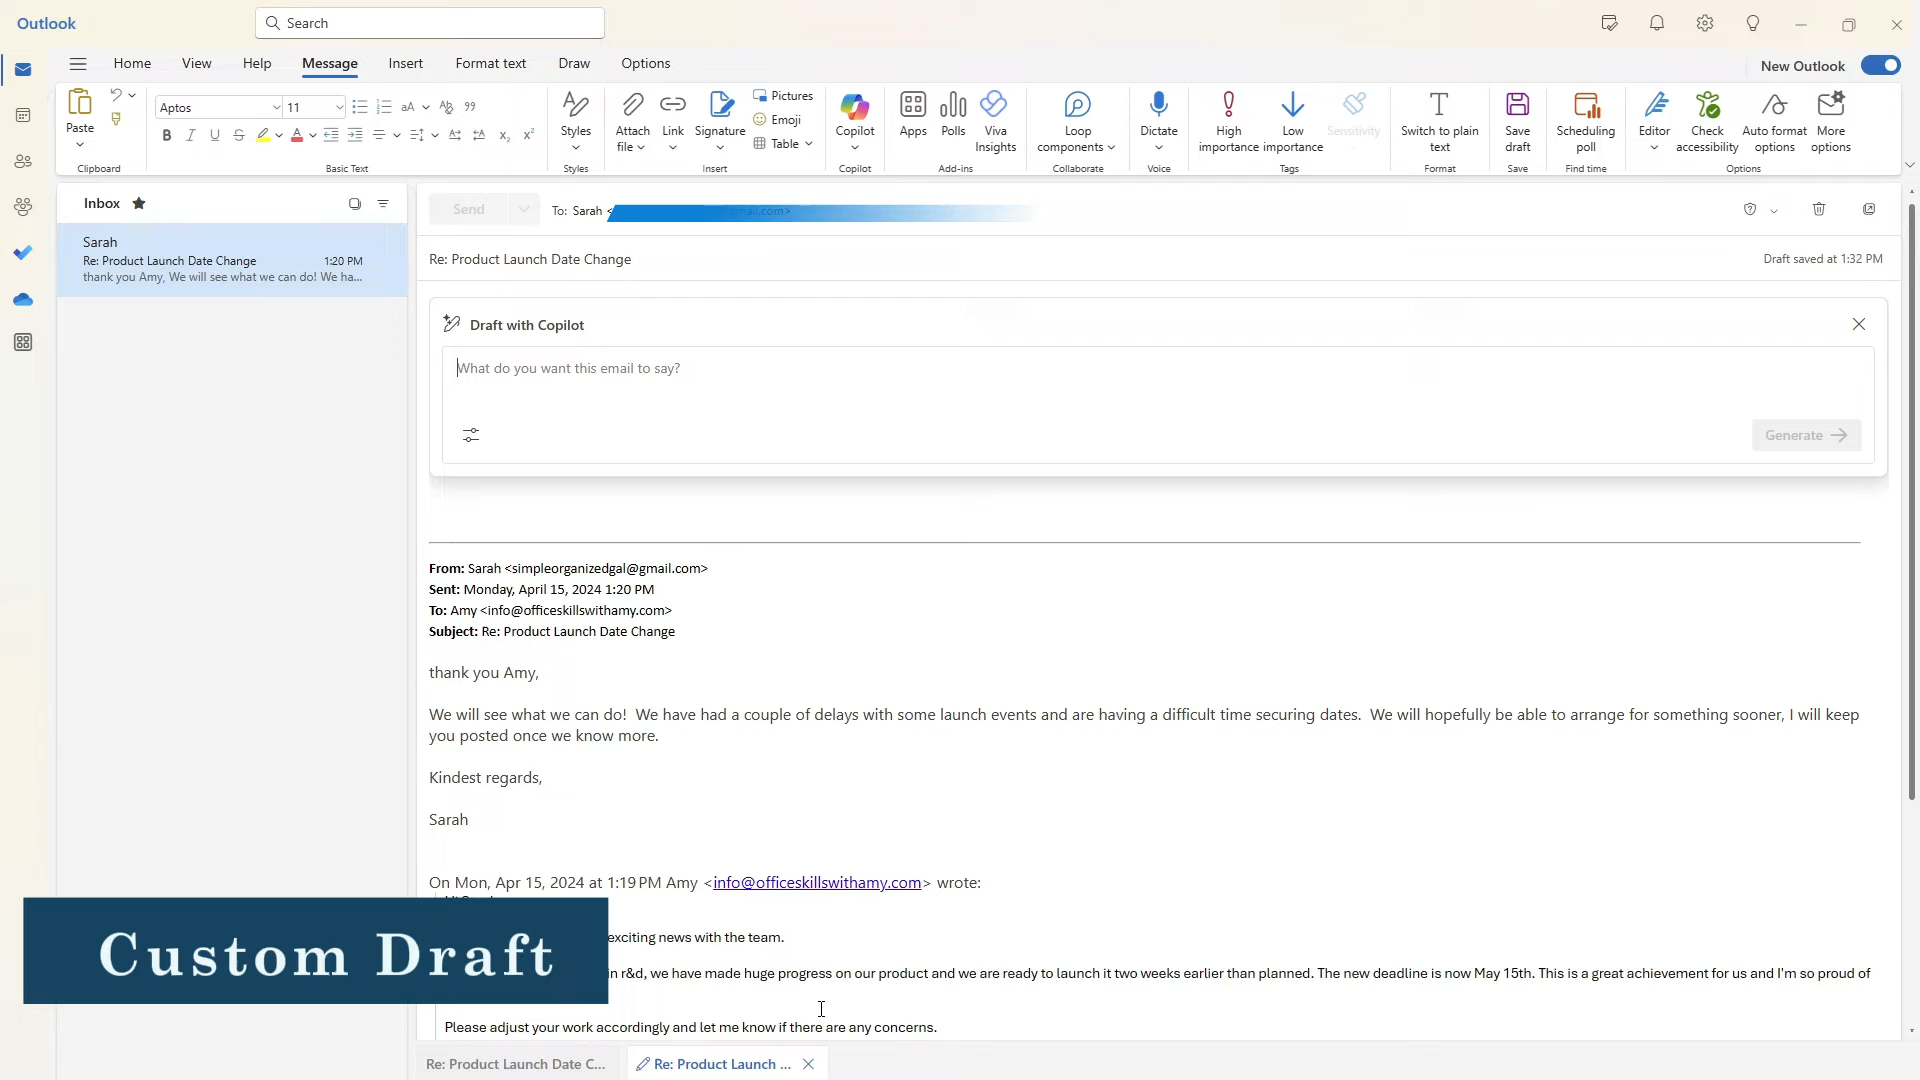 Outlook
Search
Home View Help Message Insert Format text Draw Options
New Outlook
Paste
Clipboard
Aptos 11
Basic Text
Styles
Styles
Attach file
Link
Signature
Pictures
Emoji
Table
Insert
Copilot
Copilot
Apps
Polls
Viva Insights
Add-ins
Loop components
Collaborate
Dictate
Voice
High importance
Low importance
Sensitivity
Tags
Switch to plain text
Format
Save draft
Save
Scheduling poll
Find time
Editor
Check accessibility
Auto format options
More options
Options
Inbox
Sarah
Re: Product Launch Date Change 1:20 PM
thank you Amy, We will see what we can do! We ha...
Send
To: Sarah <
Re: Product Launch Date Change
Draft saved at 1:32 PM
Draft with Copilot
What do you want this email to say?
Generate
From: Sarah <simpleorganizedgal@gmail.com>
Sent: Monday, April 15, 2024 1:20 PM
To: Amy <info@officeskillswithamy.com>
Subject: Re: Product Launch Date Change
thank you Amy,
We will see what we can do! We have had a couple of delays with some launch events and are having a difficult time securing dates. We will hopefully be able to arrange for something sooner, I will keep
you posted once we know more.
Kindest regards,
Sarah
On Mon, Apr 15, 2024 at 1:19 PM Amy <info@officeskillswithamy.com> wrote:
exciting news with the team.
in r&d, we have made huge progress on our product and we are ready to launch it two weeks earlier than planned. The new deadline is now May 15th. This is a great achievement for us and I'm so proud of
Please adjust your work accordingly and let me know if there are any concerns.
Custom Draft
Re: Product Launch Date C...
Re: Product Launch ...